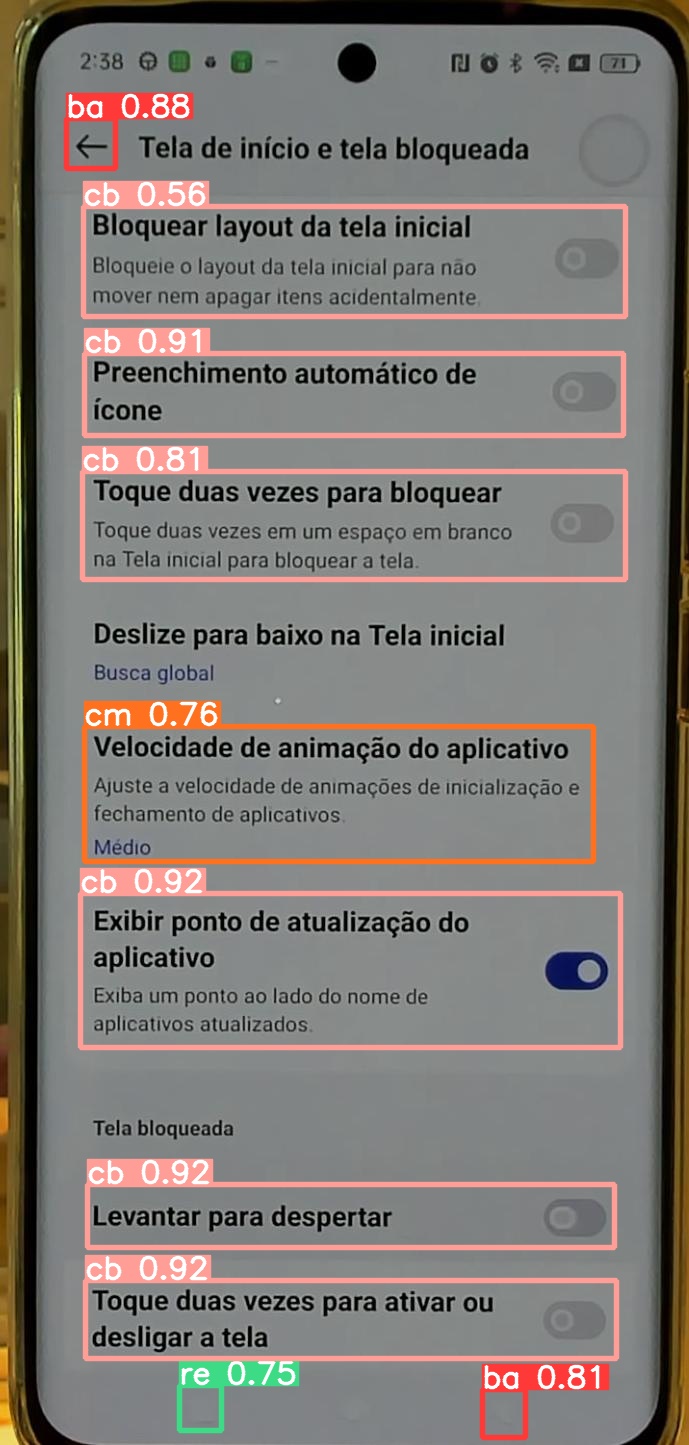 2:38
71
ba 0.88
Tela de início e tela bloqueada
cb 0.56
Bloquear layout da tela inicial
Bloqueie o layout da tela inicial para não
mover nem apagar itens acidentalmente.
cb 0.91
Preenchimento automático de
ícone
cb 0.81
Toque duas vezes para bloquear
Toque duas vezes em um espaço em branco
na Tela inicial para bloquear a tela.
Deslize para baixo na Tela inicial
Busca global
cm 0.76
Velocidade de animação do aplicativo
Ajuste a velocidade de animações de inicialização e
fechamento de aplicativos.
Médio
cb 0.92
Exibir ponto de atualização do
aplicativo
Exiba um ponto ao lado do nome de
aplicativos atualizados.
Tela bloqueada
cb 0.92
Levantar para despertar
cb 0.92
Toque duas vezes para ativar ou
desligar a tela
re 0.75
ba 0.81